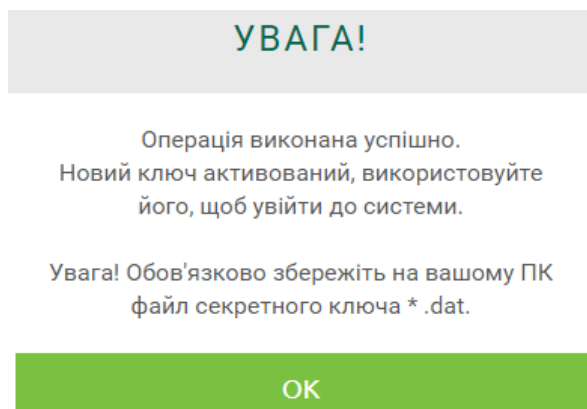 УВАГА!
Операція виконана успішно.
Новий ключ активований, використовуйте
його, щоб увійти до системи.
Увага! Обов'язково збережіть на вашому ПК
файл секретного ключа * .dat.
ОК